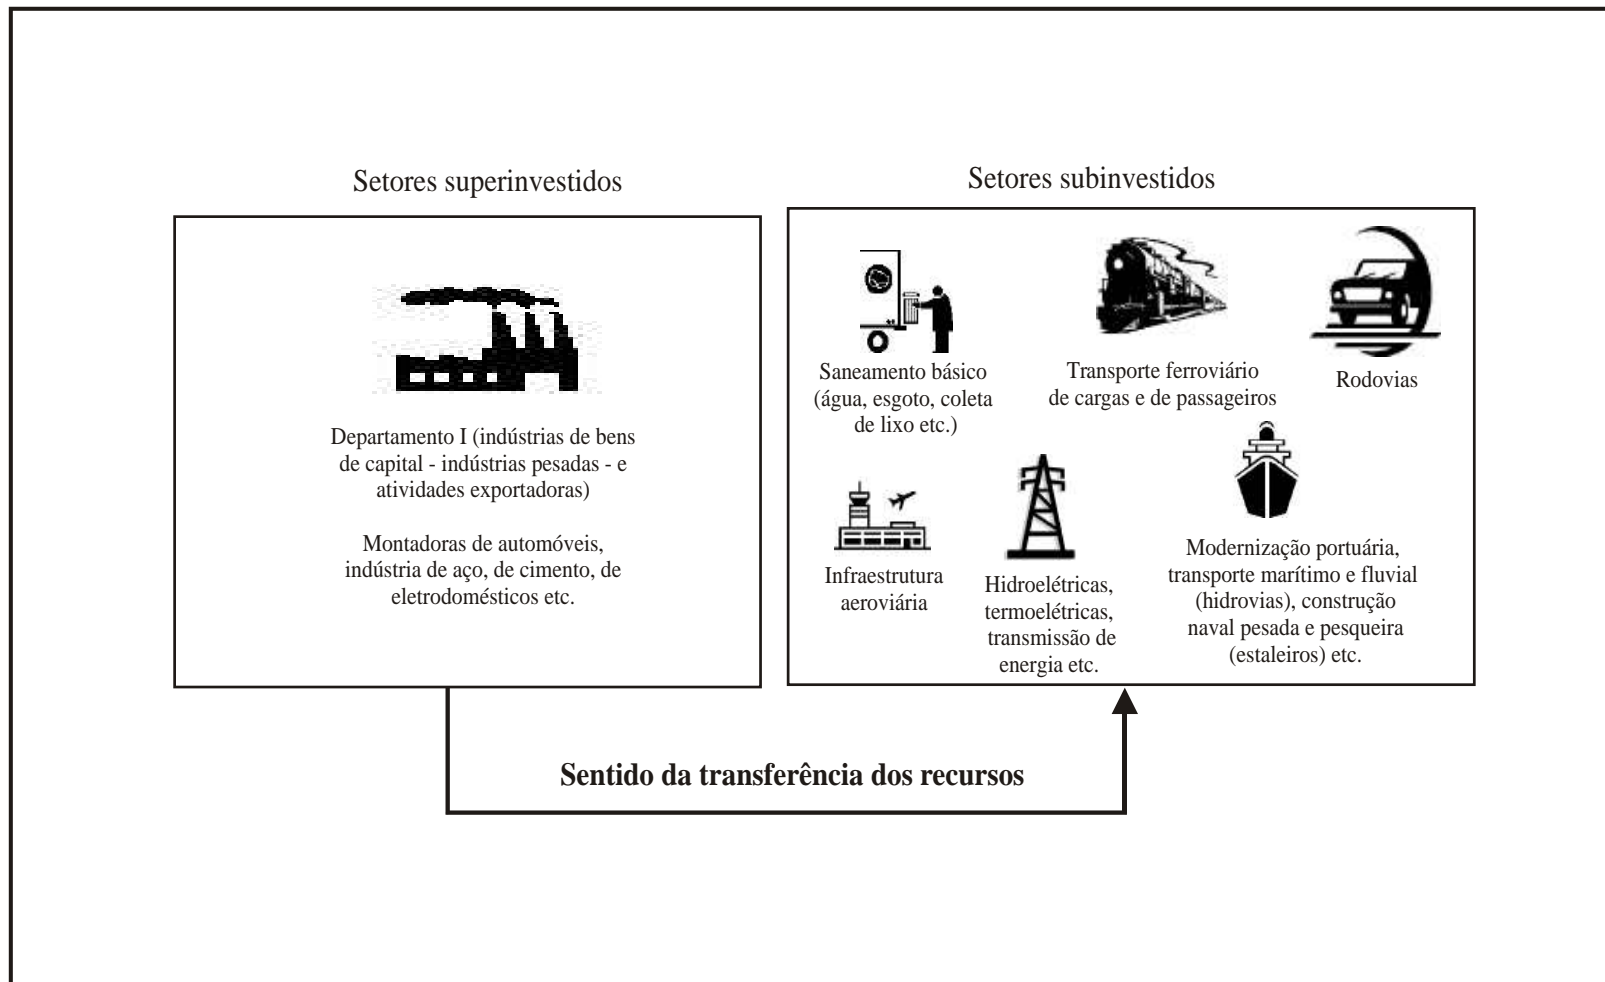 Setores superinvestidos
Departamento I (indústrias de bens
de capital - indústrias pesadas - e
atividades exportadoras)
Montadoras de automóveis,
indústria de aço, de cimento, de
eletrodomésticos etc.
Setores subinvestidos
Saneamento básico
(água, esgoto, coleta
de lixo etc.)
Transporte ferroviário
de cargas e de passageiros
Rodovias
Infraestrutura
aeroviária
Hidroelétricas,
termoelétricas,
transmissão de
energia etc.
Modernização portuária,
transporte marítimo e fluvial
(hidrovias), construção
naval pesada e pesqueira
(estaleiros) etc.
Sentido da transferência dos recursos